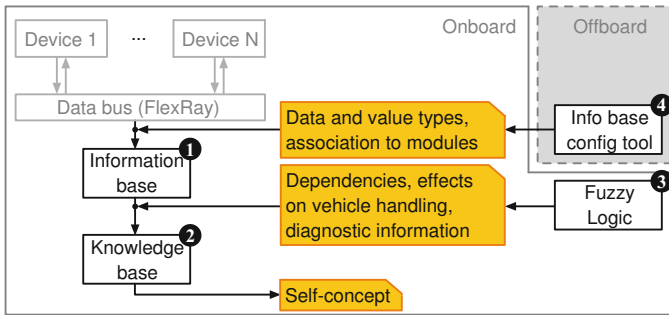 Onboard
Offboard
Device 1
...
Device N
Data bus (FlexRay)
Data and value types,
association to modules
4
Info base
config tool
1
Information
base
Dependencies, effects
on vehicle handling,
diagnostic information
3
Fuzzy
Logic
2
Knowledge
base
Self-concept